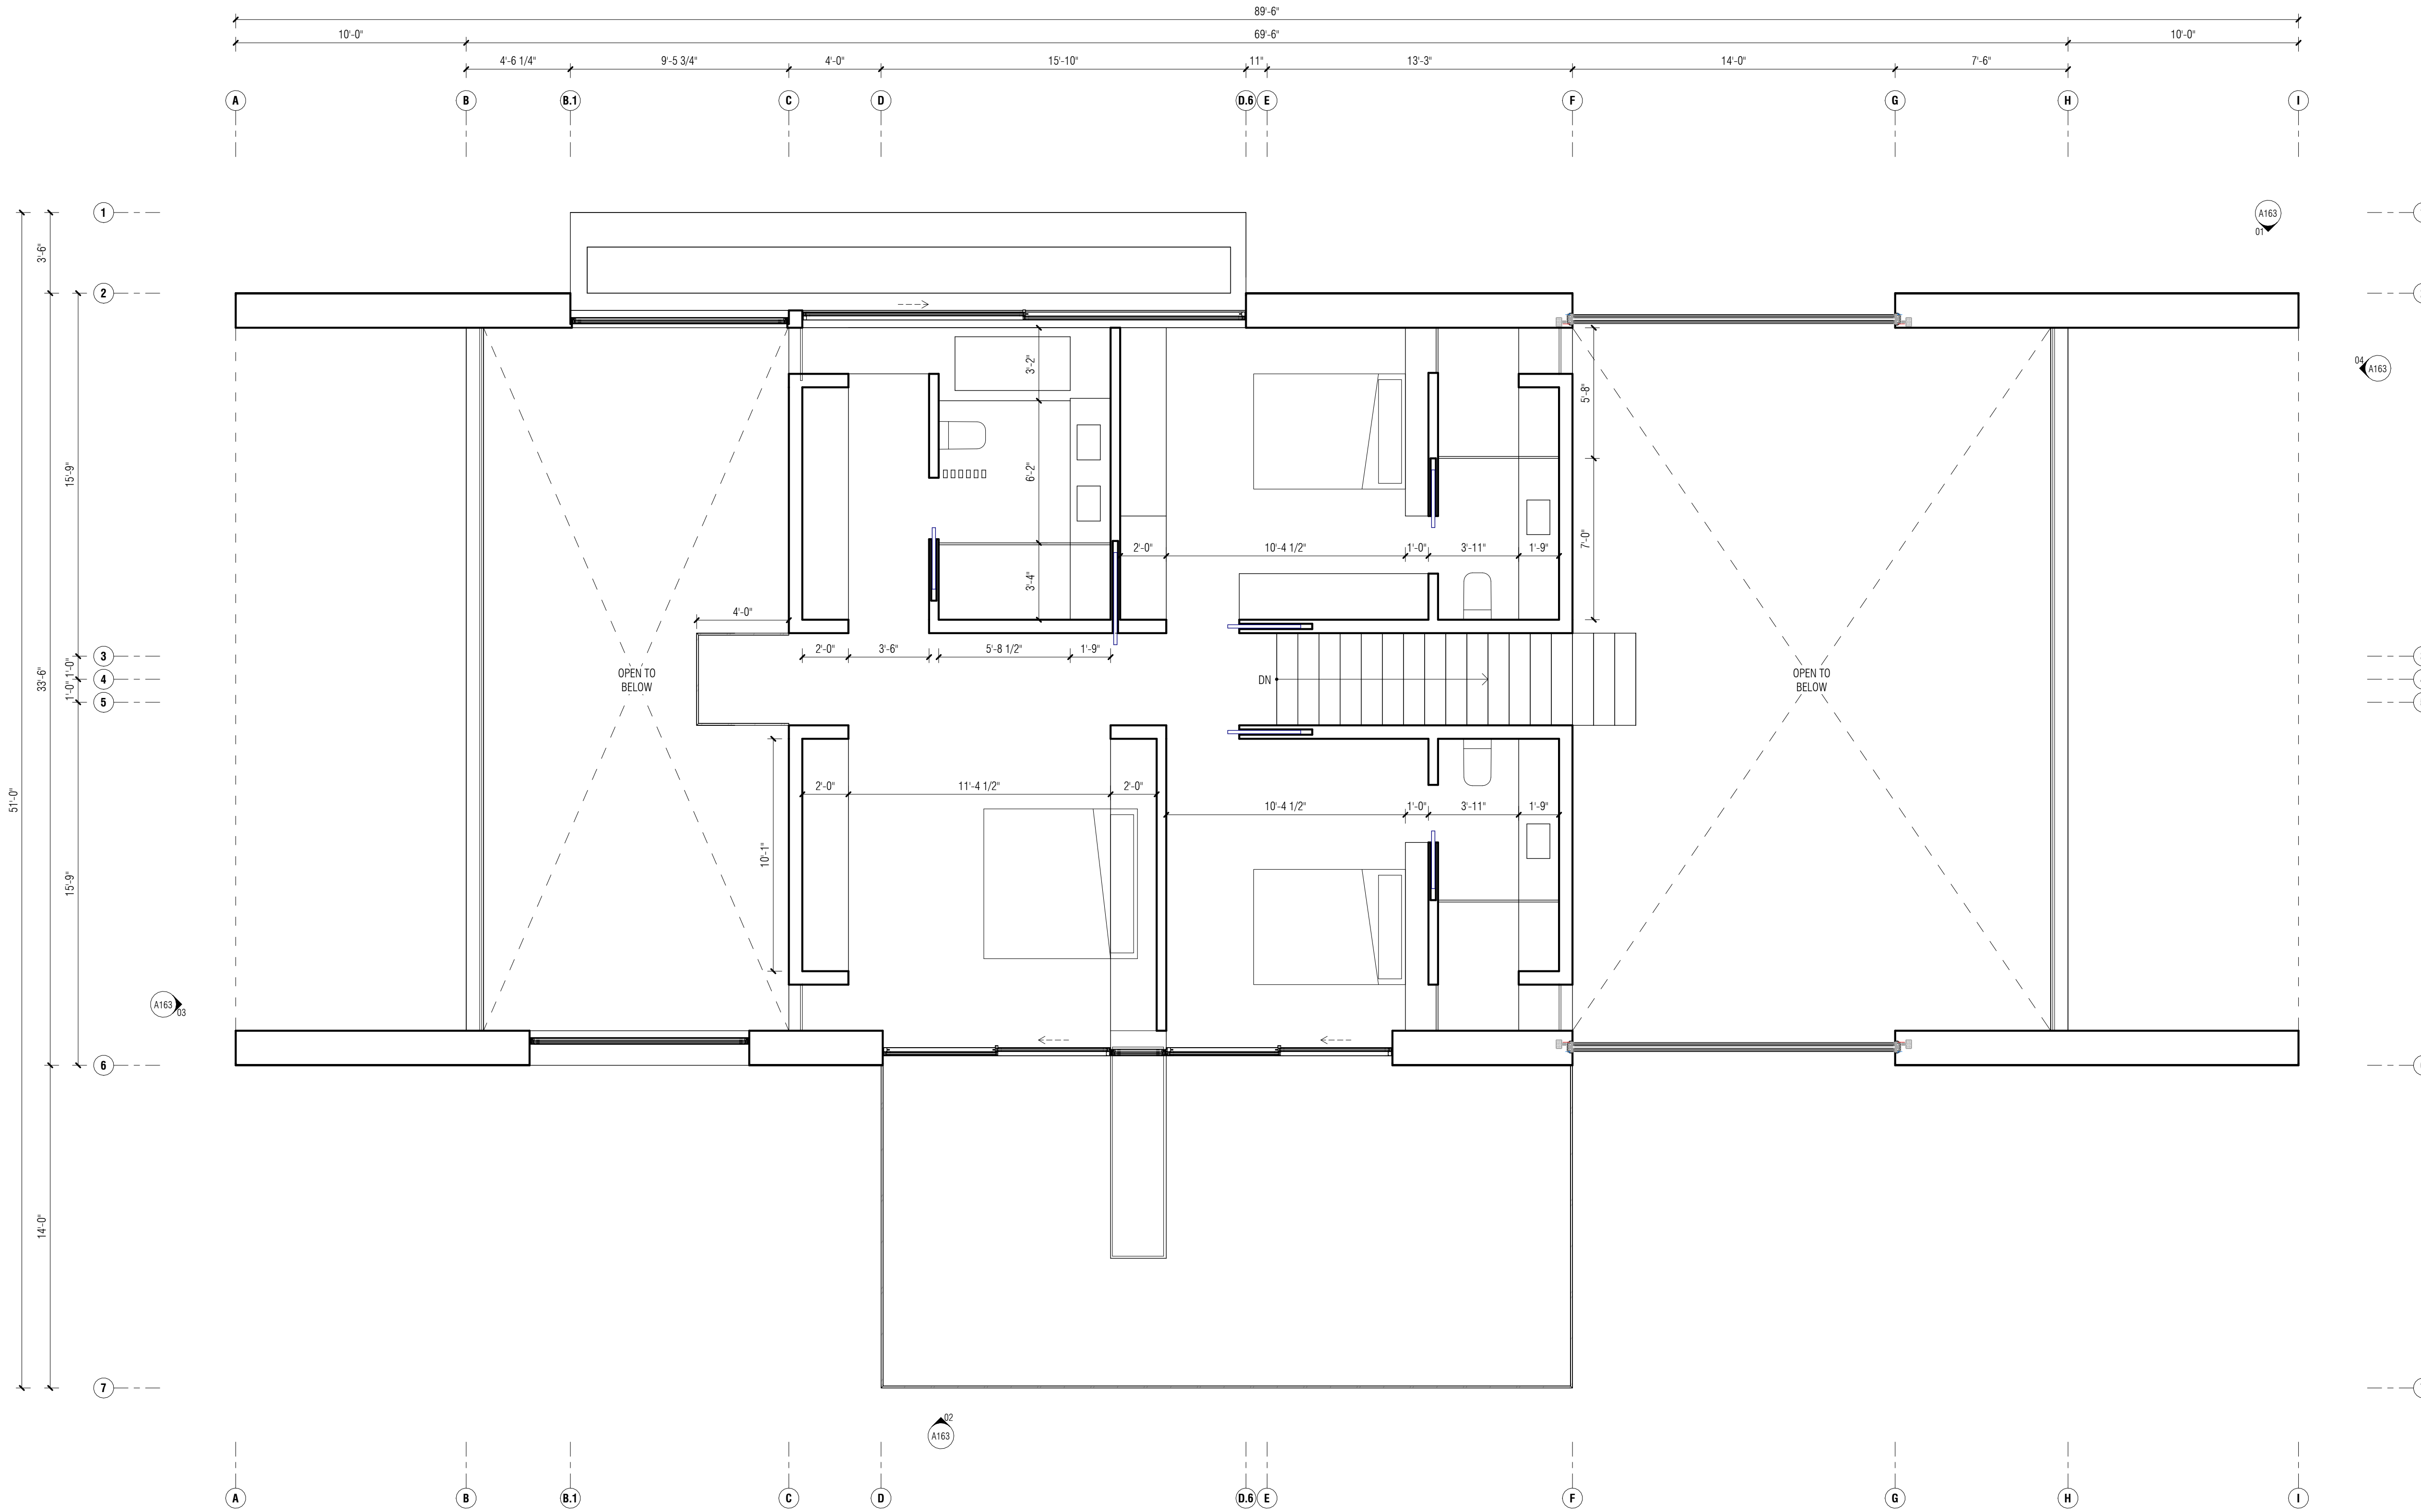 89'-6"
10'-0" 69'-6" 10'-0"
4'-6 1/4" 9'-5 3/4" 4'-0" 15'-10" 11" 13'-3" 14'-0" 7'-6"
A B B.1 C D D.6 E F G H I
1
A163
01
3'-6"
2
04
A163
3'-2"
5'-8"
15'-9"
6'-2"
7'-0"
2'-0" 10'-4 1/2" 1'-0" 3'-11" 1'-9"
3'-4"
4'-0"
2'-0" 3'-6" 5'-8 1/2" 1'-9"
3
1'-0"
33'-6"
4
1'-0"
5
OPEN TO
BELOW
DN
OPEN TO
BELOW
51'-0"
2'-0" 11'-4 1/2" 2'-0"
10'-4 1/2" 1'-0" 3'-11" 1'-9"
10'-1"
15'-9"
A163
03
6
14'-0"
7
02
A163
A B B.1 C D D.6 E F G H I